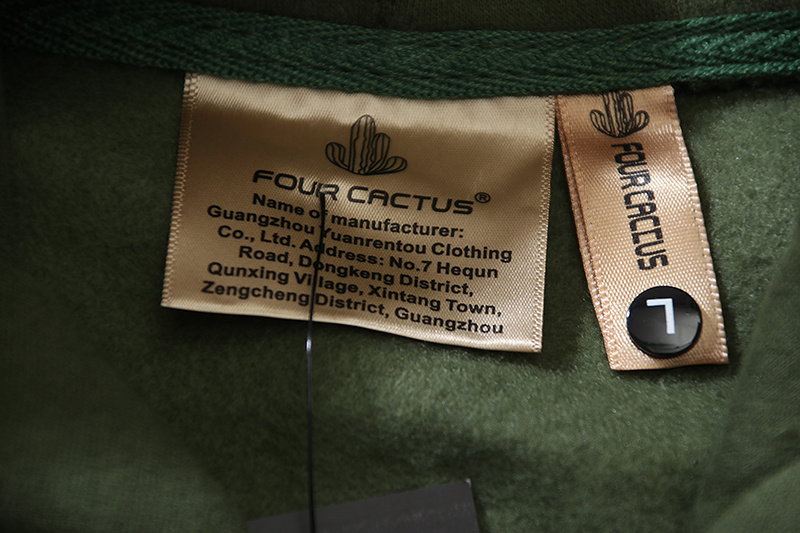 FOUR CACTUS®
Name of manufacturer:
Guangzhou Yuanrentou Clothing
Co., Ltd. Address: No.7 Hequn
Road, Dongkeng District,
Qunxing Village, Xintang Town,
Zengcheng District, Guangzhou
FOUR CACTUS
L